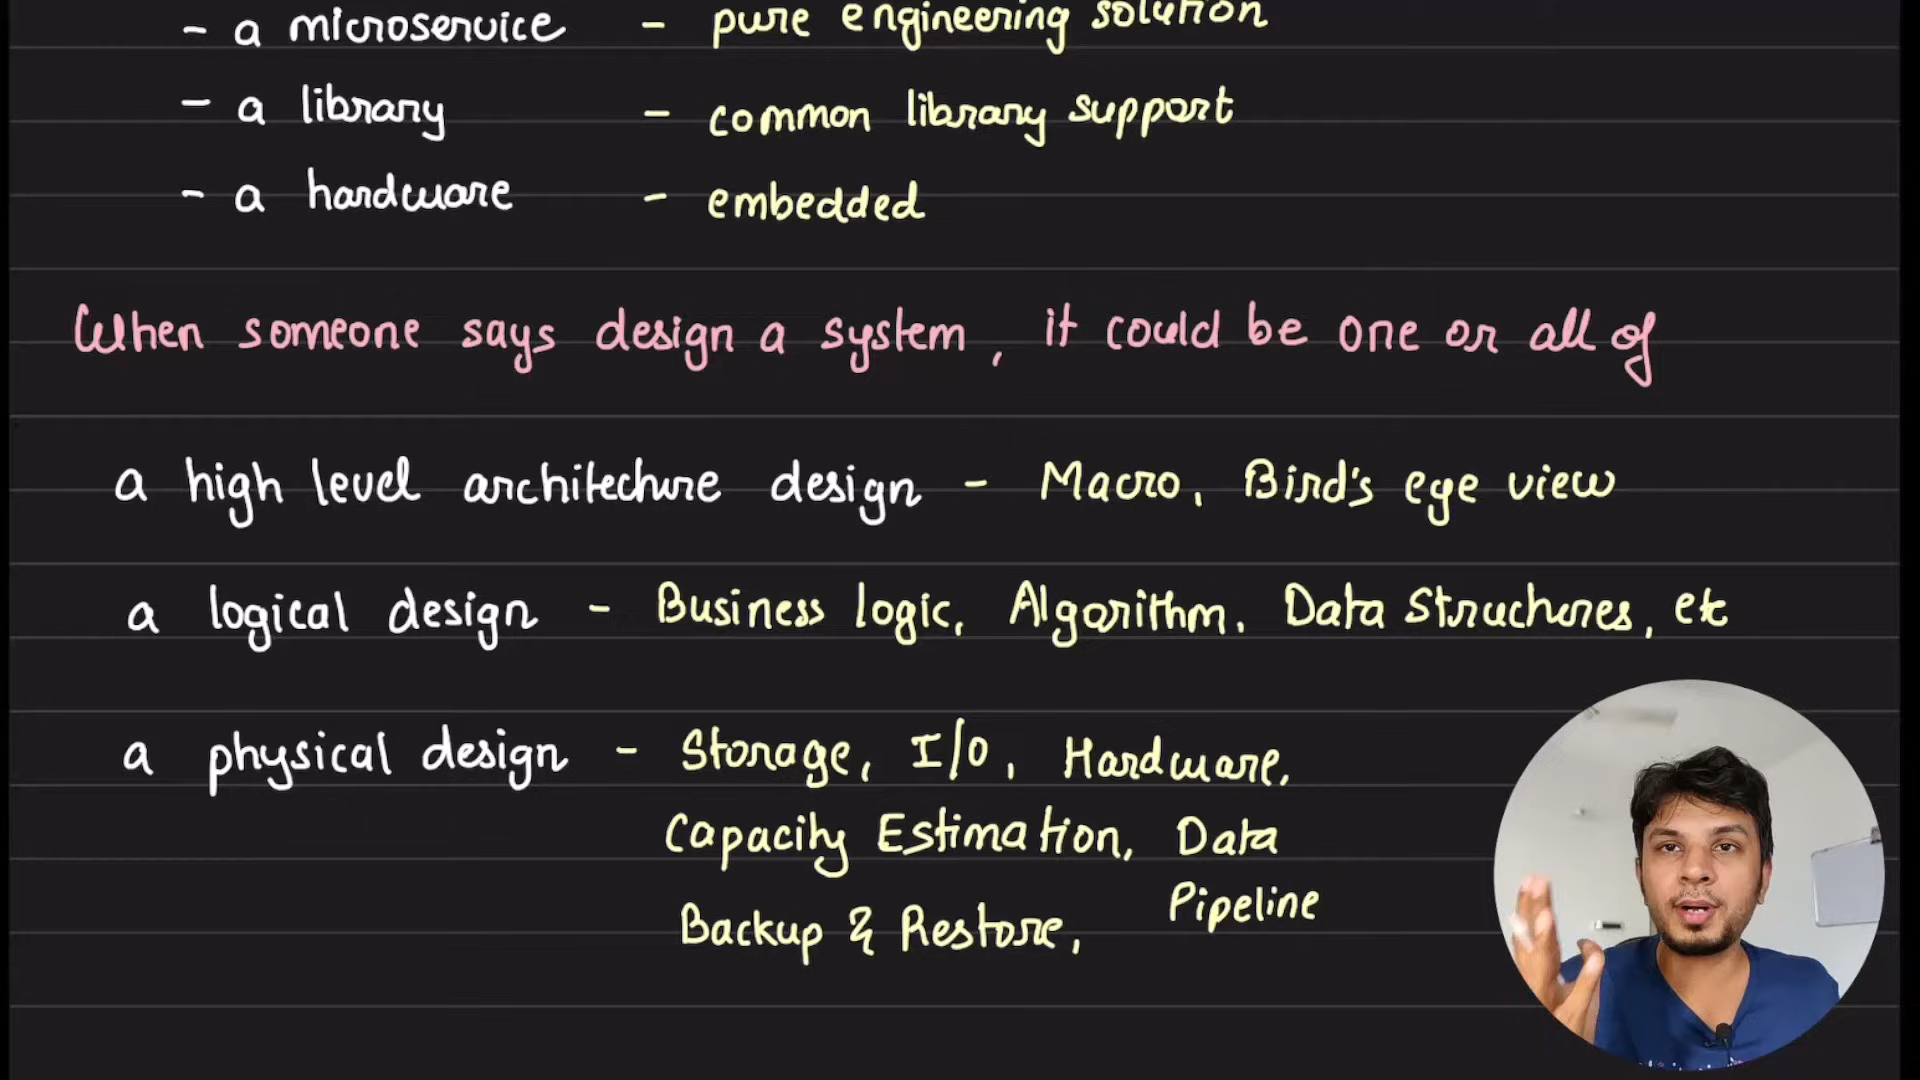 - a microservice - pure engineering solution
- a library - common library support
- a hardware - embedded
When someone says design a system, it could be one or all of
a high level architecture design - Macro, Bird's eye view
a logical design - Business logic, Algorithm, Data Structures, etc
a physical design - Storage, I/O, Hardware,
Capacity Estimation, Data
Pipeline
Backup & Restore,